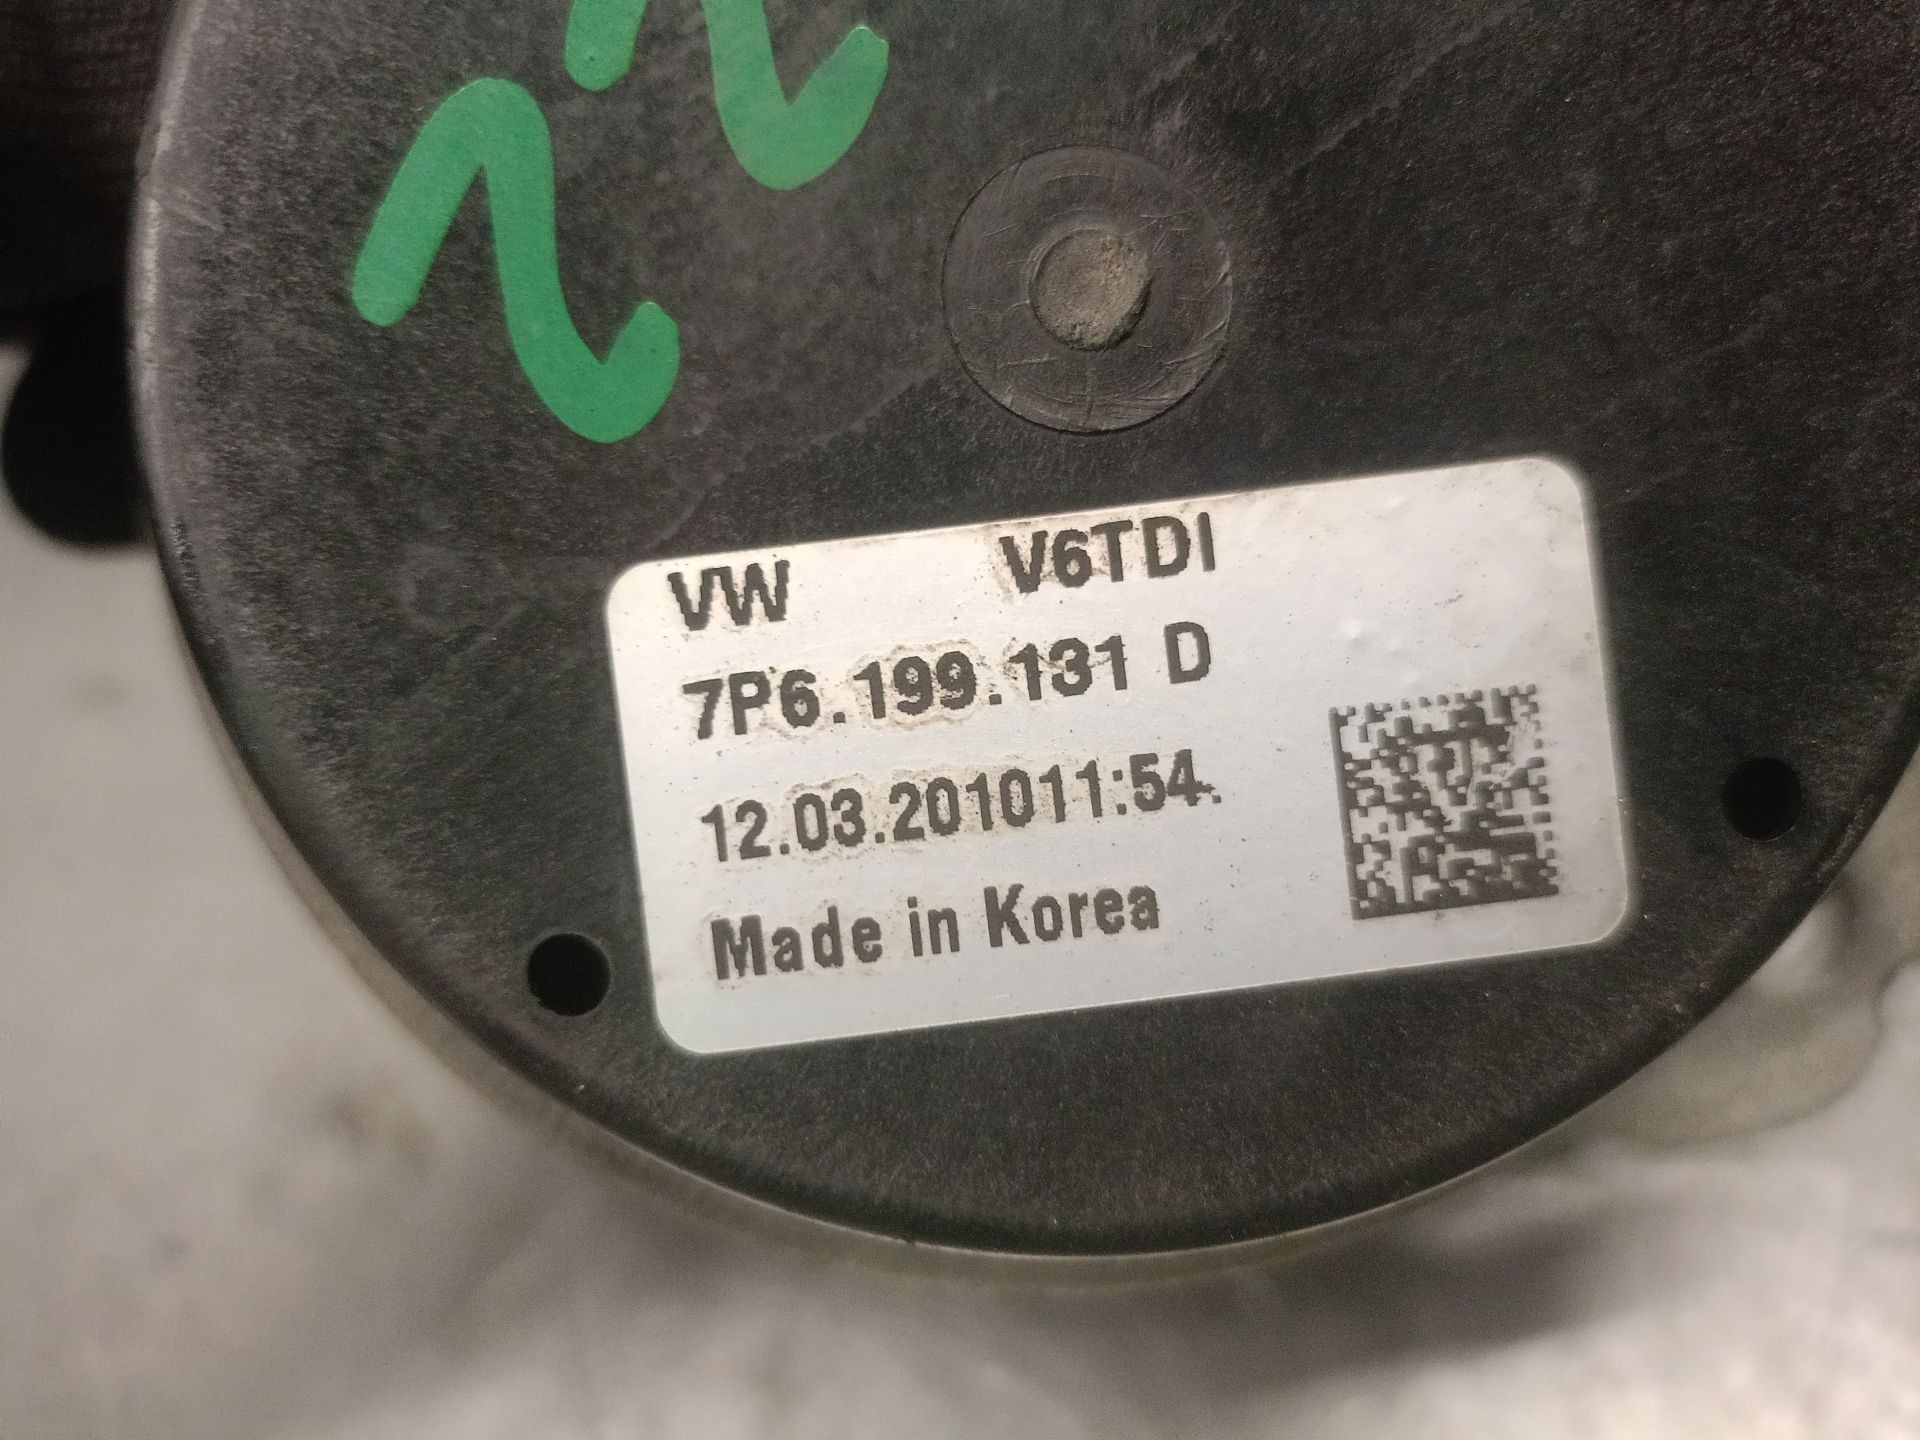 VW V6TDI
7P6.199.131 D
12.03.201011:54.
Made in Korea